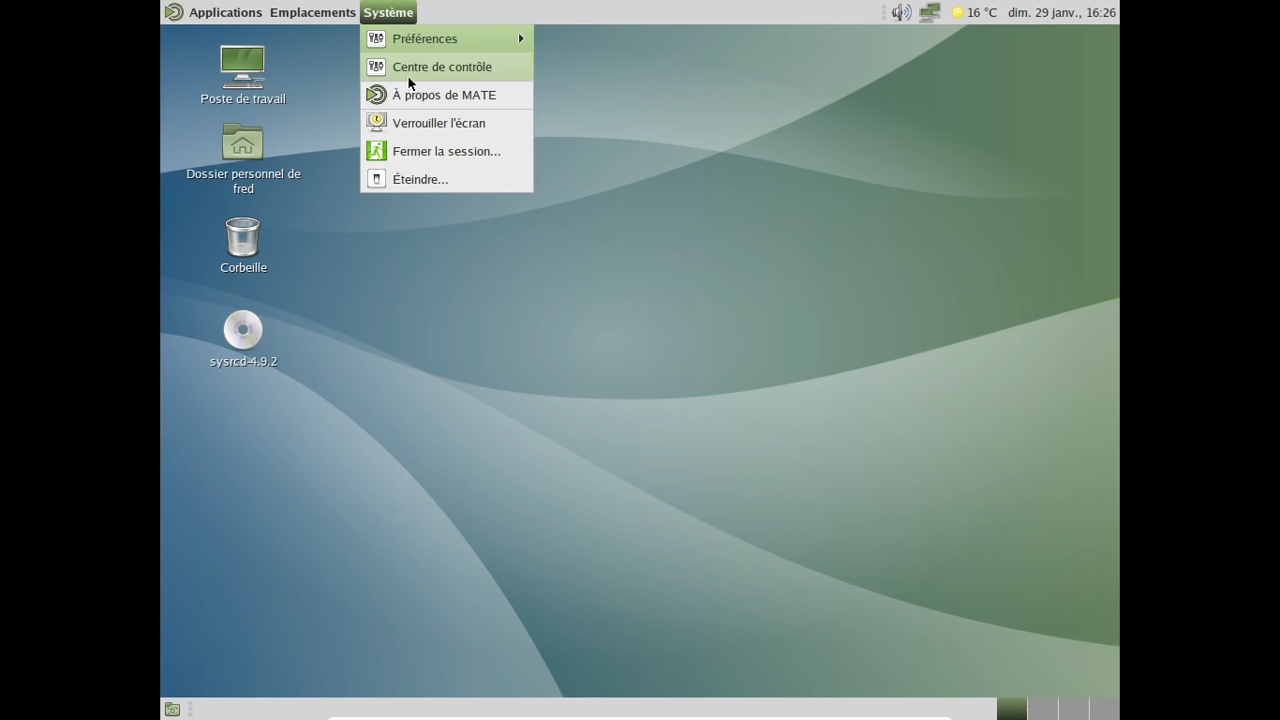 Applications Emplacements Système
16 °C dim. 29 janv., 16:26
Préférences
Centre de contrôle
À propos de MATE
Verrouiller l'écran
Fermer la session...
Éteindre...
Poste de travail
Dossier personnel de
fred
Corbeille
sysrcd-4.9.2